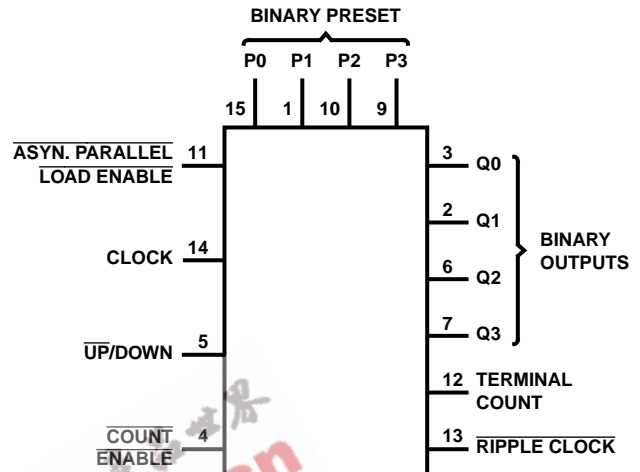 BINARY PRESET
P0 P1 P2 P3
15 1 10 9
ASYN. PARALLEL 11
LOAD ENABLE
CLOCK 14
UP/DOWN 5
COUNT 4
ENABLE
3 Q0
2 Q1
6 Q2
7 Q3
BINARY
OUTPUTS
12 TERMINAL
COUNT
13 RIPPLE CLOCK